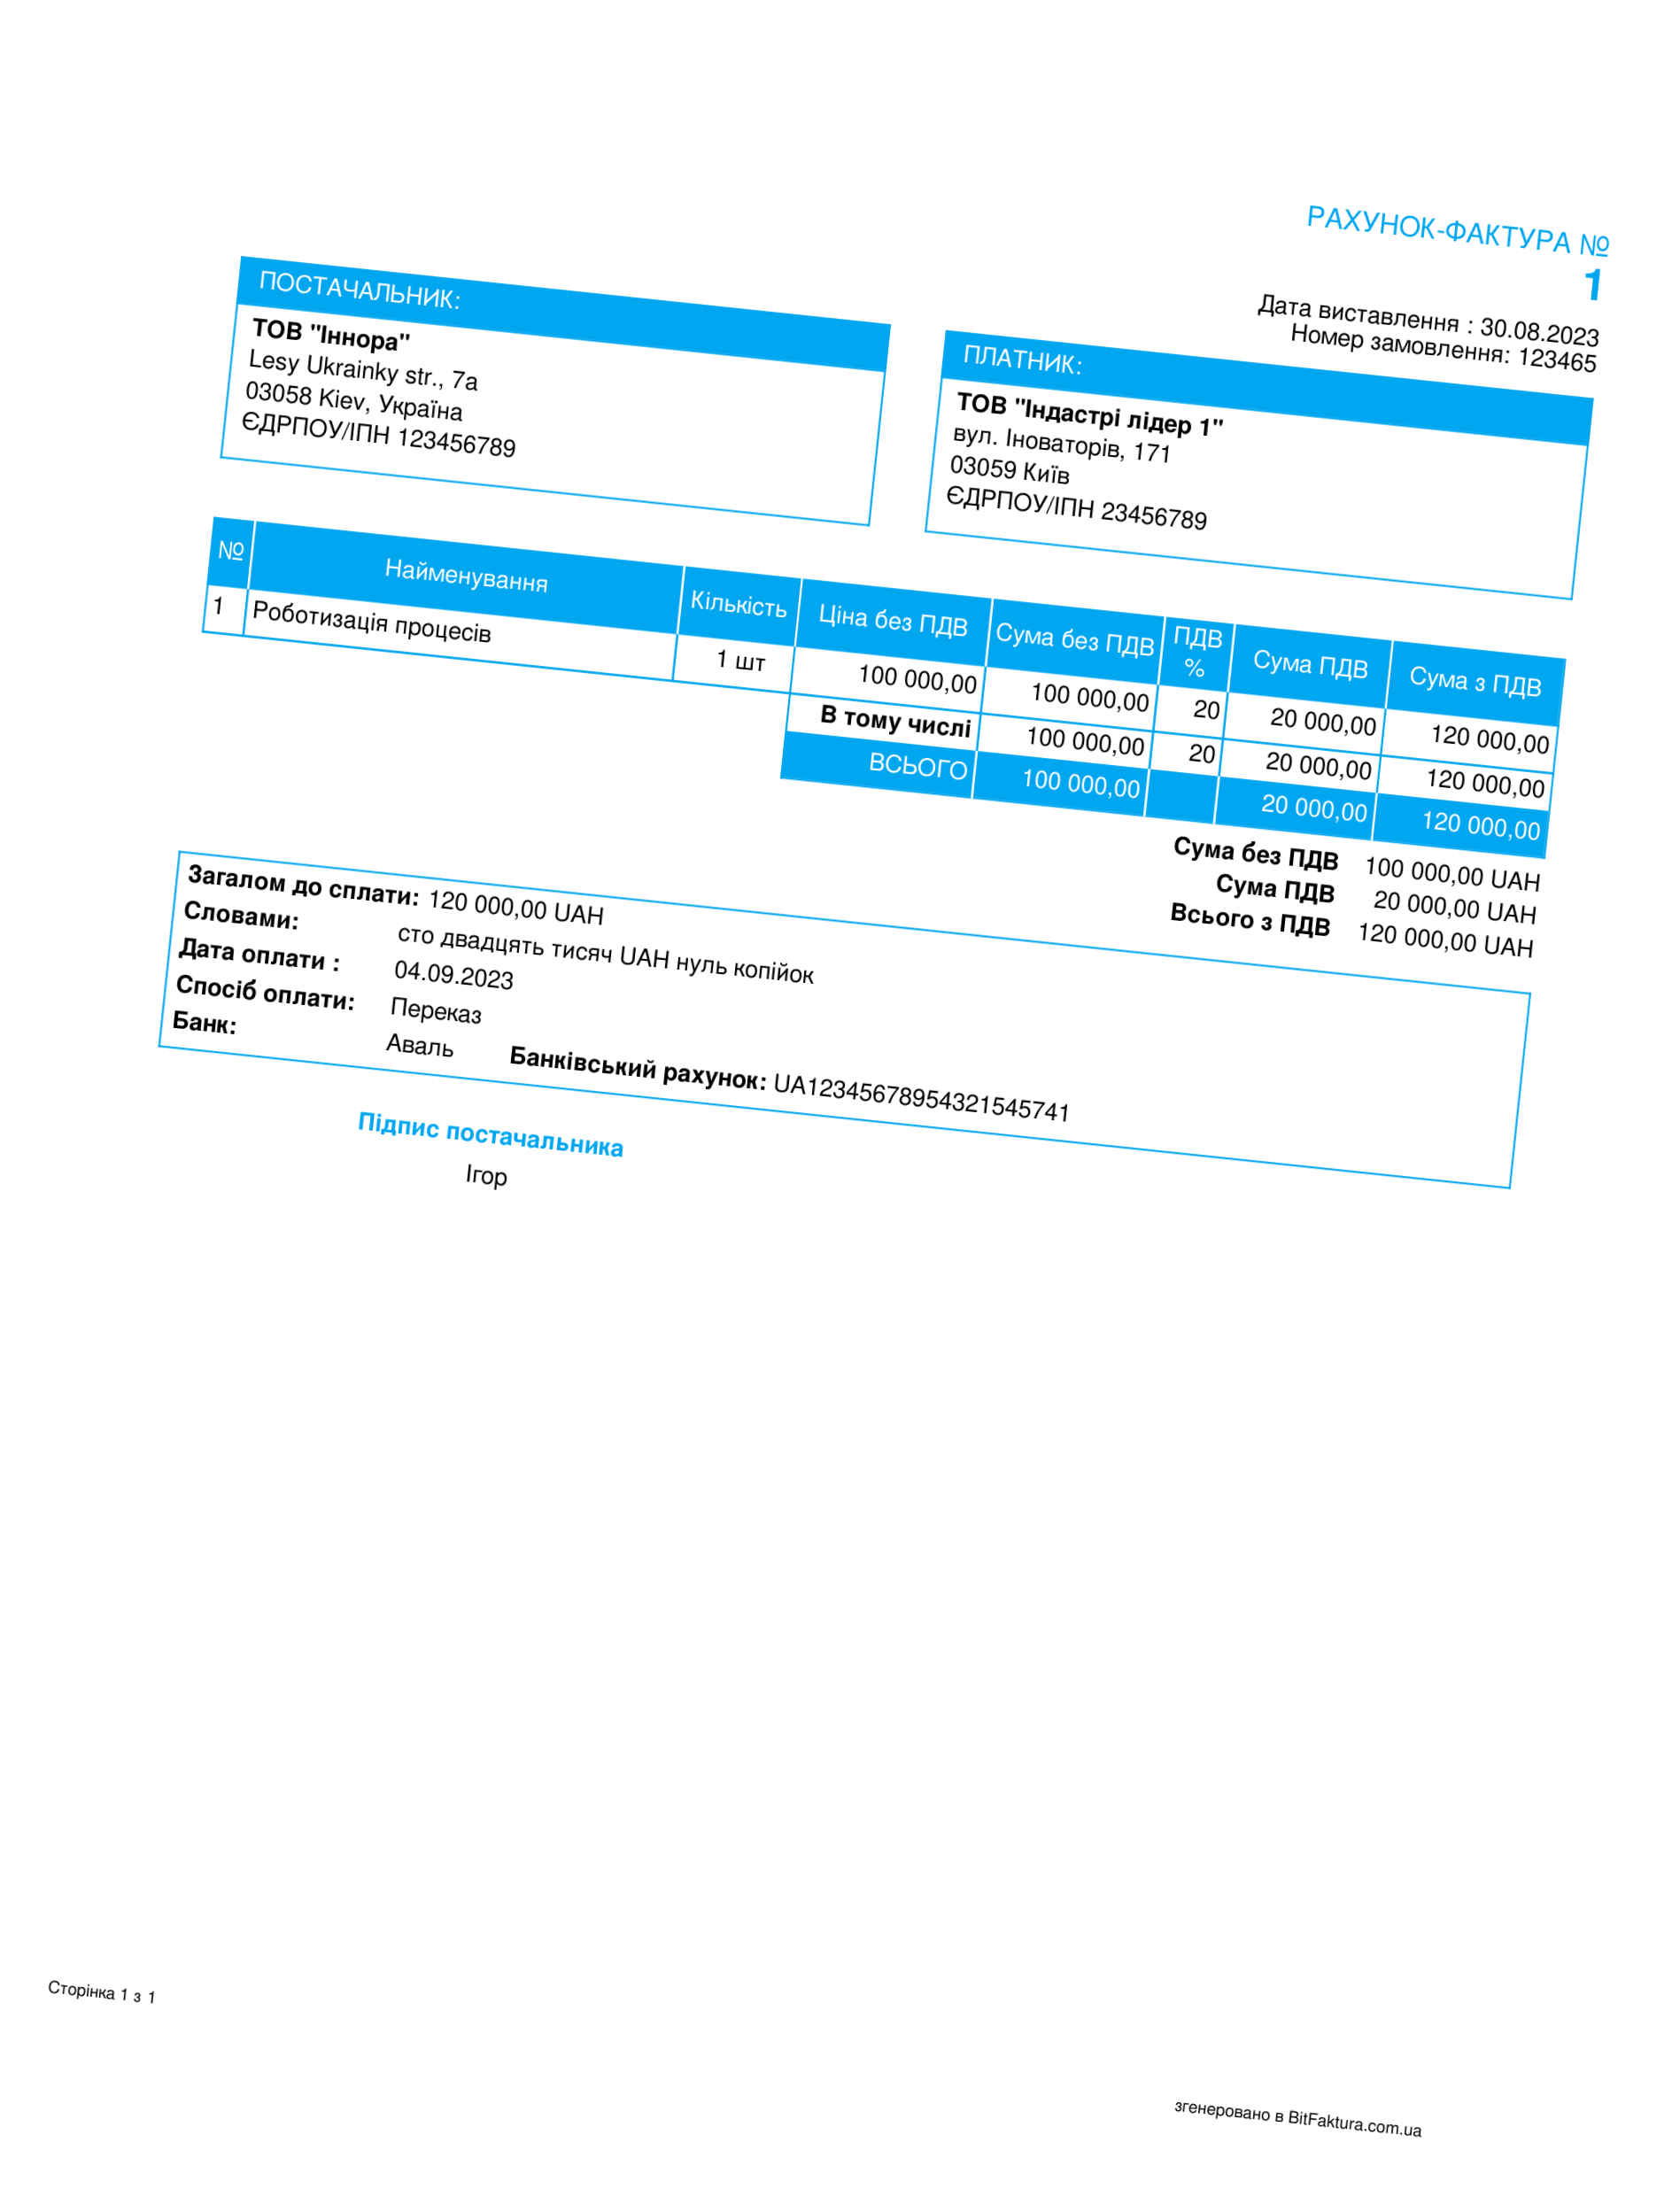 РАХУНОК-ФАКТУРА №
1
Дата виставлення : 30.08.2023
Номер замовлення: 123465
ПОСТАЧАЛЬНИК:
ТОВ "Іннора"
Lesy Ukrainky str., 7a
03058 Kiev, Україна
ЄДРПОУ/ІПН 123456789
ПЛАТНИК:
ТОВ "Індастрі лідер 1"
вул. Іноваторів, 171
03059 Київ
ЄДРПОУ/ІПН 23456789
№ Найменування Кількість Ціна без ПДВ Сума без ПДВ ПДВ % Сума ПДВ Сума з ПДВ
1 Роботизація процесів 1 шт 100 000,00 100 000,00 20 20 000,00 120 000,00
В тому числі 100 000,00 20 20 000,00 120 000,00
ВСЬОГО 100 000,00 20 000,00 120 000,00
Сума без ПДВ 100 000,00 UAH
Сума ПДВ 20 000,00 UAH
Всього з ПДВ 120 000,00 UAH
Загалом до сплати: 120 000,00 UAH
Словами: сто двадцять тисяч UAH нуль копійок
Дата оплати : 04.09.2023
Спосіб оплати: Переказ
Банк: Аваль Банківський рахунок: UA12345678954321545741
Підпис постачальника
Ігор
Сторінка 1 з 1
згенеровано в BitFaktura.com.ua